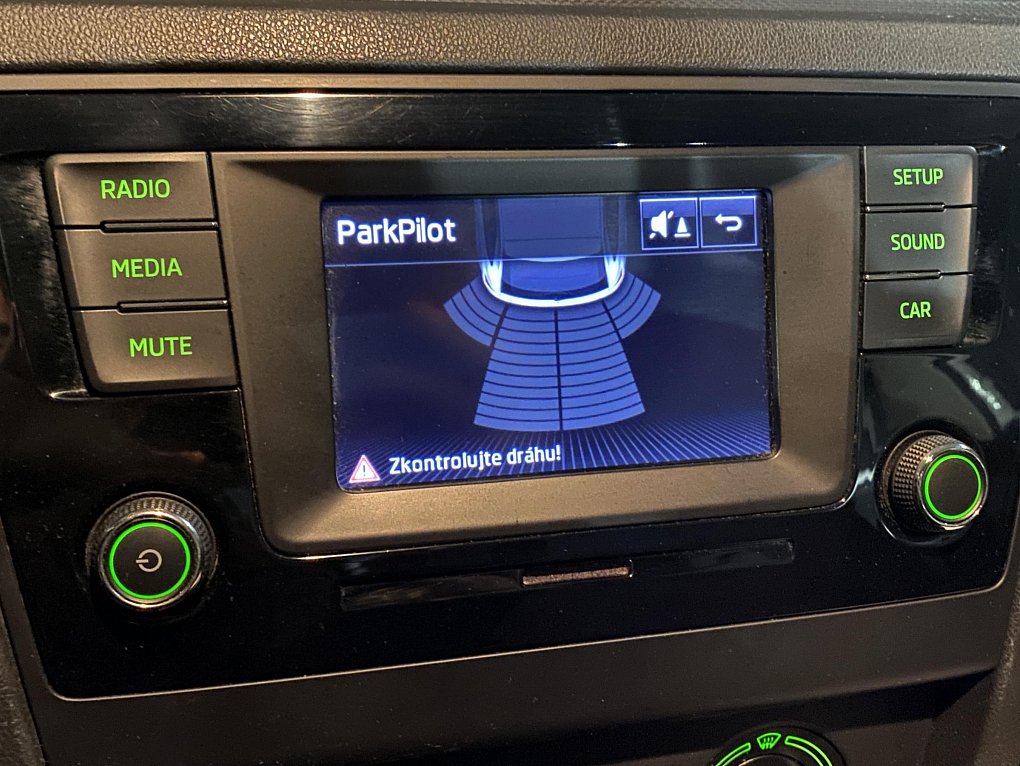 RADIO
MEDIA
MUTE
ParkPilot
Zkontrolujte dráhu!
SETUP
SOUND
CAR